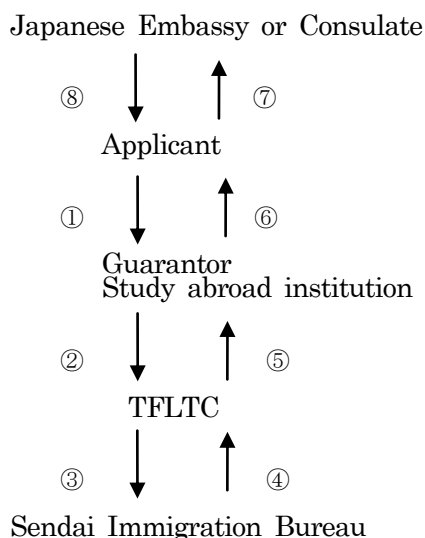 Japanese Embassy or Consulate
⑧ ⑦
Applicant
① ⑥
Guarantor
Study abroad institution
② ⑤
TFLTC
③ ④
Sendai Immigration Bureau